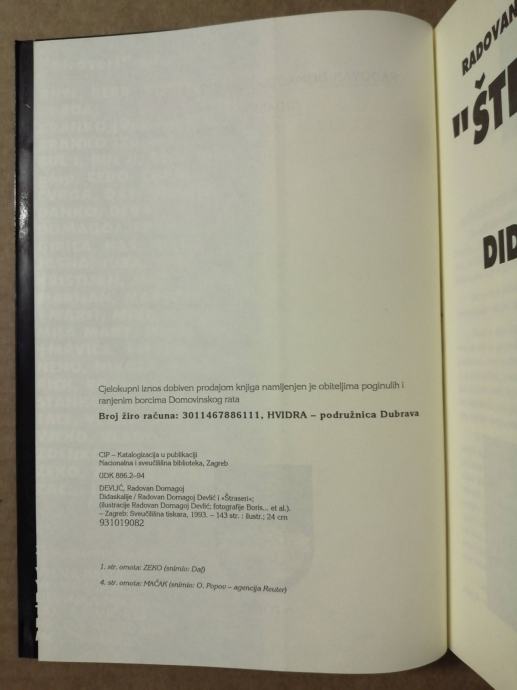 Cjelokupni iznos dobiven prodajom knjiga namijenjen je obiteljima poginulih i
ranjenim borcima Domovinskog rata
Broj žiro računa: 3011467886111, HVIDRA – podružnica Dubrava
CIP – Katalogizacija u publikaciji
Nacionalna i sveučilišna biblioteka, Zagreb
UDK 886.2–94
DEVLIĆ, Radovan Domagoj
Didaskalije / Radovan Domagoj Devlić i »Štraseri«;
(ilustracije Radovan Domagoj Devlić; fotografije Boris... et al.).
– Zagreb: Sveučilišna tiskara, 1993. – 143 str. : ilustr.; 24 cm
931019082
1. str. omota: ZEKO (snimio: Daf)
4. str. omota: MAČAK (snimio: O. Popov – agencija Reuter)
RADOVAN
"ŠTR
DID